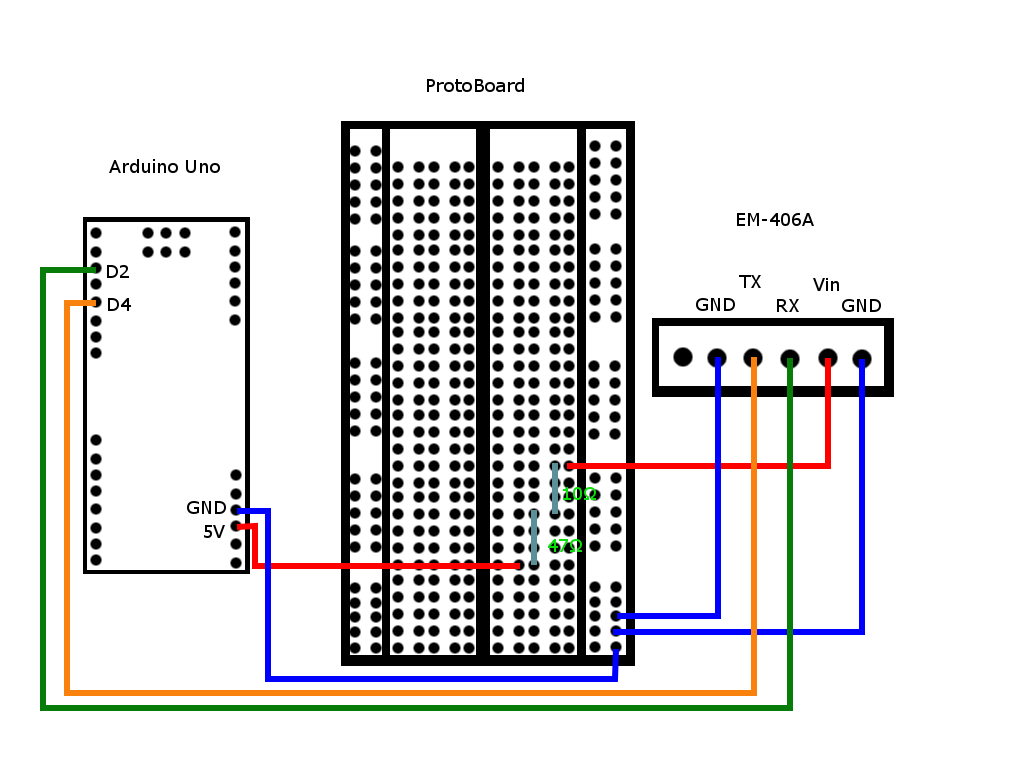 ProtoBoard
Arduino Uno
EM-406A
D2
D4
TX
Vin
GND
RX
GND
10Ω
GND
5V
47Ω